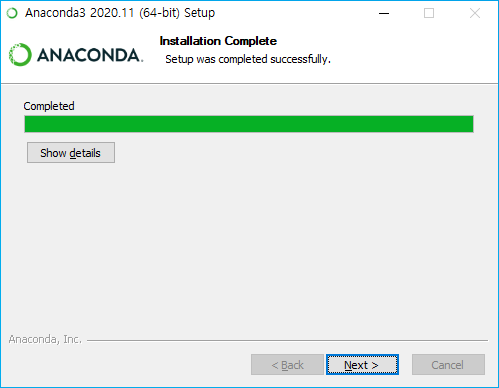 Anaconda3 2020.11 (64-bit) Setup
ANACONDA.
Installation Complete
Setup was completed successfully.
Completed
Show details
Anaconda, Inc.
< Back
Next >
Cancel